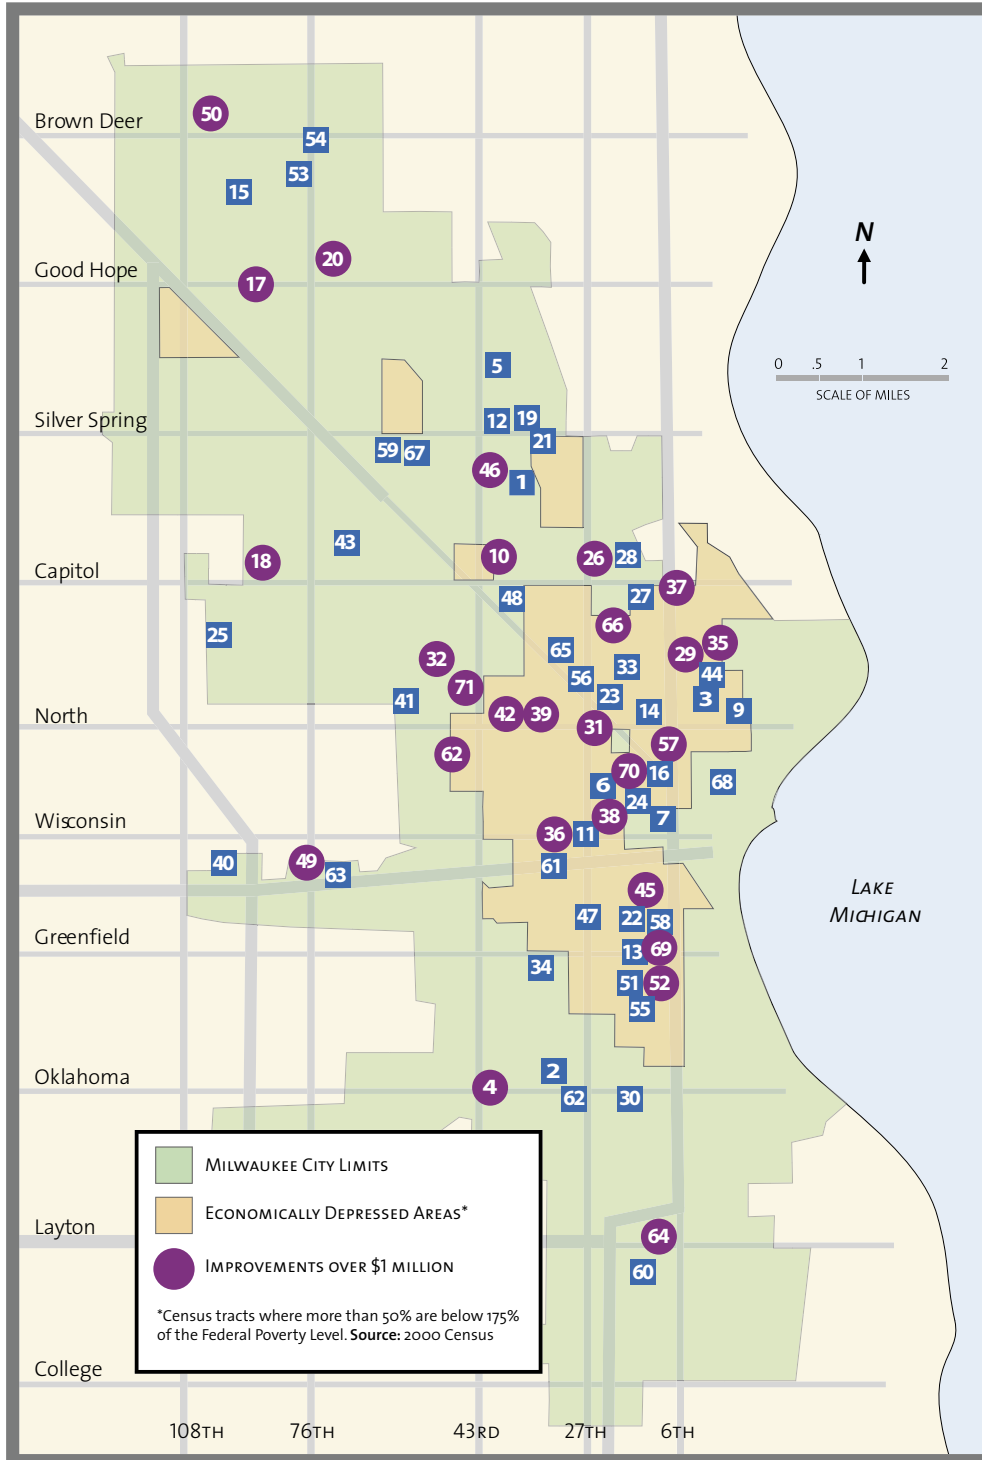 50
Brown Deer
54
53
15
N
20
Good Hope
17
0 .5 1 2
SCALE OF MILES
5
Silver Spring
12 19
21
59 67
46
1
43
18
10
26 28
Capitol
37
48
27
66
25
35
65
29
32
33
44
56
71
3
23
41
9
14
42 39
North
31
57
62
70 16
68
6
24
38 7
Wisconsin
36 11
40 49
63
61
45
LAKE
MICHIGAN
47 22 58
Greenfield
13 69
34
51 52
55
2
Oklahoma
4
62 30
MILWAUKEE CITY LIMITS
ECONOMICALLY DEPRESSED AREAS*
Layton
64
IMPROVEMENTS OVER $1 MILLION
60
*Census tracts where more than 50% are below 175%
of the Federal Poverty Level. Source: 2000 Census
College
108TH 76TH 43RD 27TH 6TH